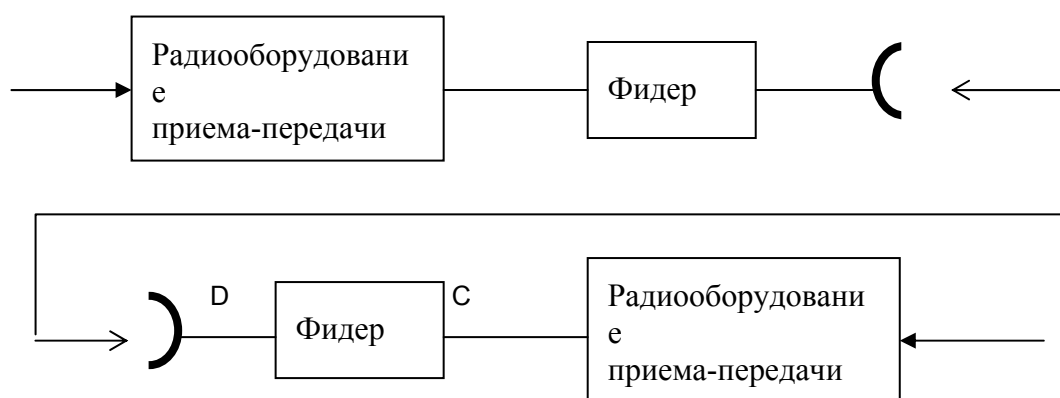 Радиооборудовани
е
приема-передачи
Фидер
D
Фидер
C
Радиооборудовани
е
приема-передачи